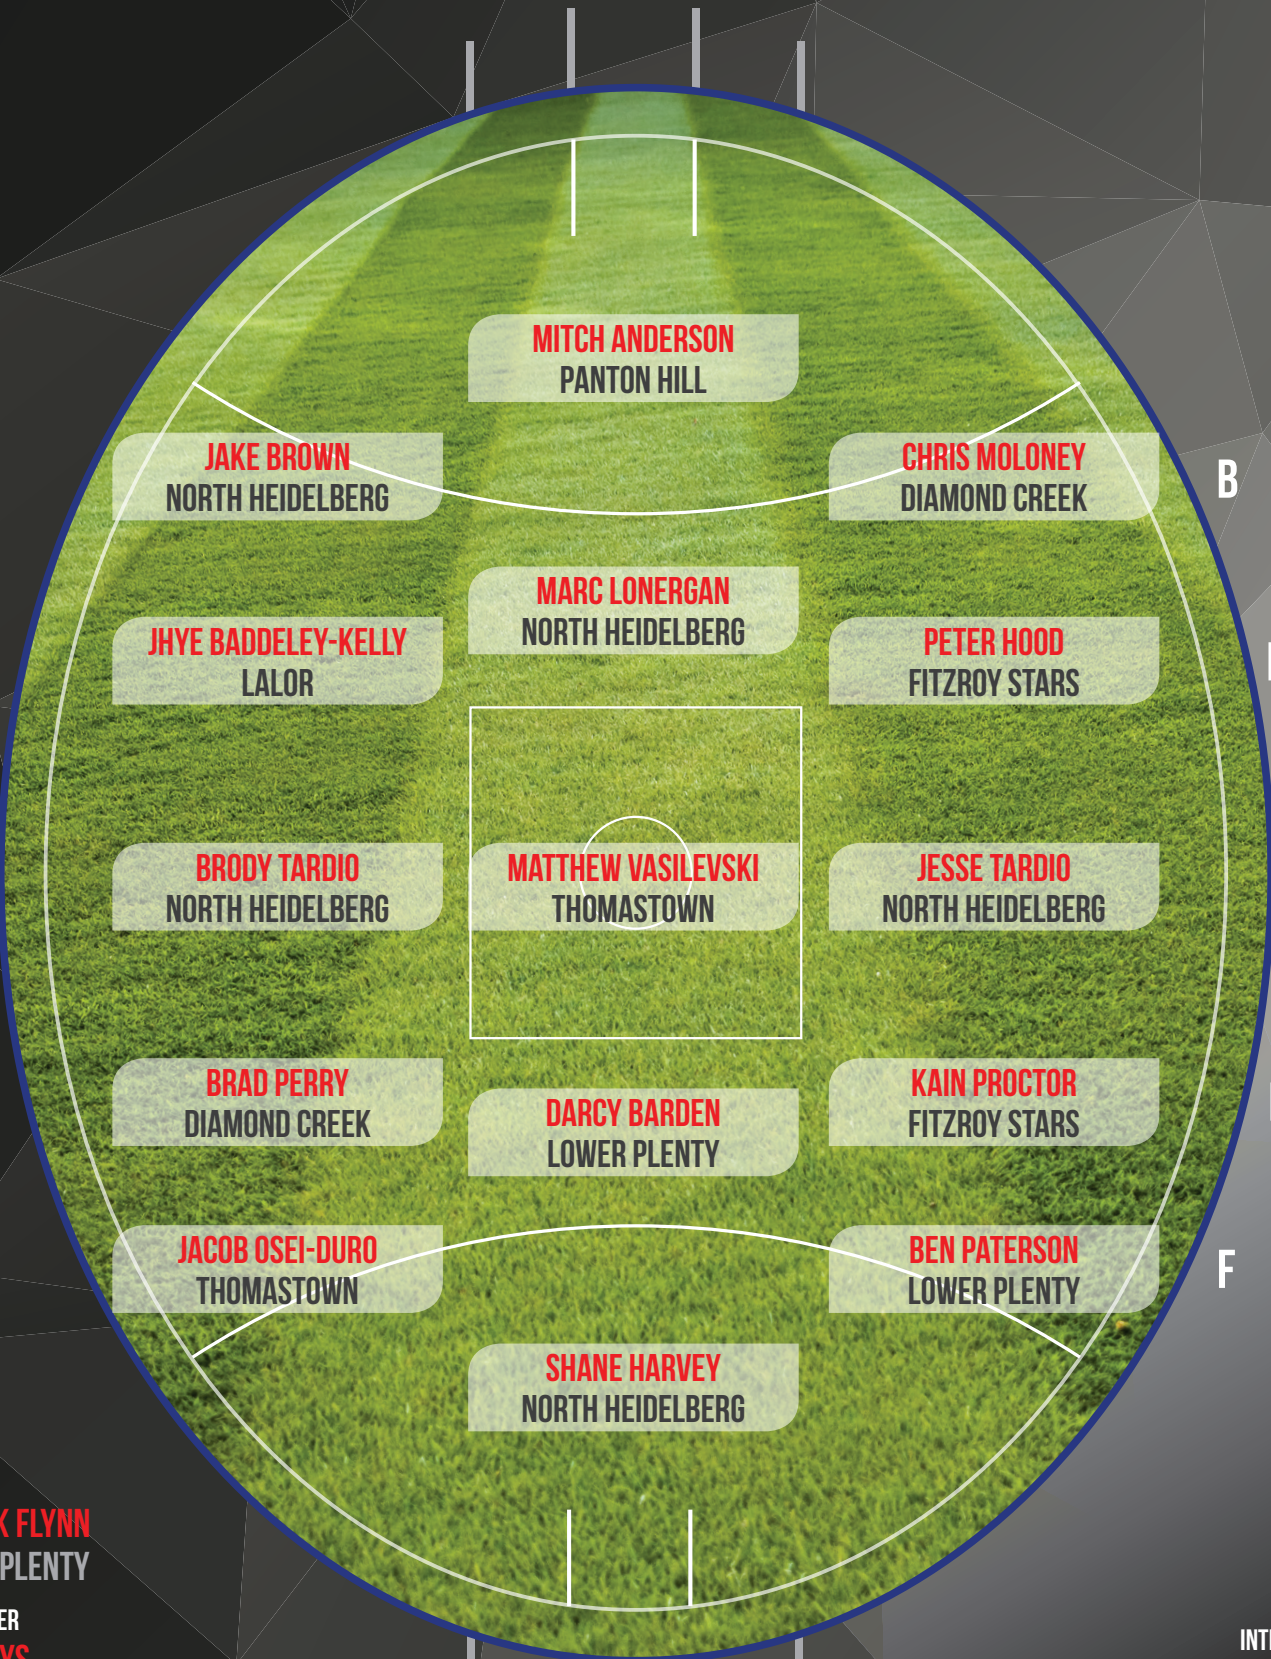 MITCH ANDERSON
PANTON HILL
JAKE BROWN
NORTH HEIDELBERG
CHRIS MOLONEY
DIAMOND CREEK
B
MARC LONERGAN
NORTH HEIDELBERG
JHYE BADDELEY-KELLY
LALOR
PETER HOOD
FITZROY STARS
BRODY TARDIO
NORTH HEIDELBERG
MATTHEW VASILEVSKI
THOMASTOWN
JESSE TARDIO
NORTH HEIDELBERG
BRAD PERRY
DIAMOND CREEK
DARCY BARDEN
LOWER PLENTY
KAIN PROCTOR
FITZROY STARS
JACOB OSEI-DURO
THOMASTOWN
BEN PATERSON
LOWER PLENTY
F
SHANE HARVEY
NORTH HEIDELBERG
K FLYNN
PLENTY